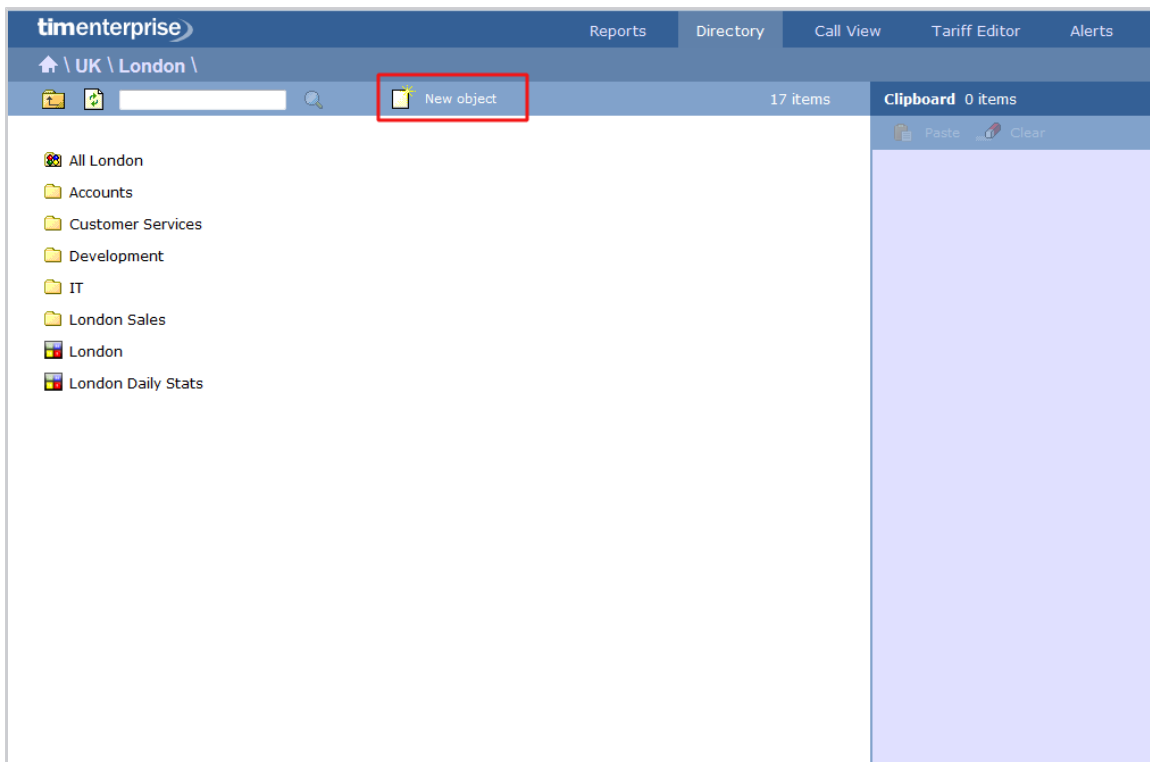 timenterprise
Reports Directory Call View Tariff Editor Alerts
\ UK \ London \
New object 17 items Clipboard 0 items
Paste Clear
All London
Accounts
Customer Services
Development
IT
London Sales
London
London Daily Stats